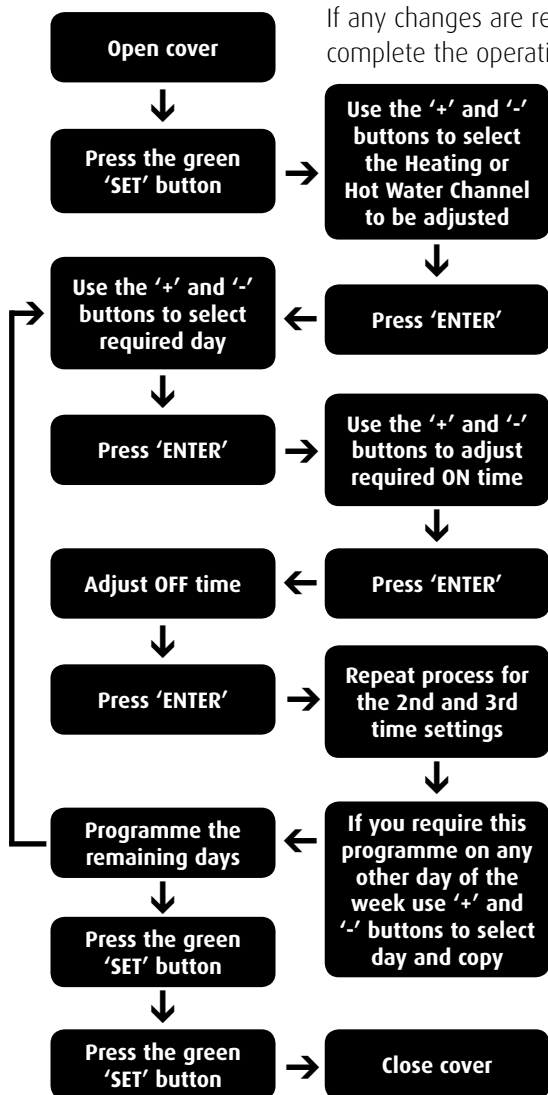 If any changes are re
complete the operati
Open cover
Press the green
‘SET’ button
Use the ‘+’ and ‘-’
buttons to select
the Heating or
Hot Water Channel
to be adjusted
Press ‘ENTER’
Use the ‘+’ and ‘-’
buttons to select
required day
Press ‘ENTER’
Use the ‘+’ and ‘-’
buttons to adjust
required ON time
Press ‘ENTER’
Adjust OFF time
Press ‘ENTER’
Repeat process for
the 2nd and 3rd
time settings
If you require this
programme on any
other day of the
week use ‘+’ and
‘-’ buttons to select
day and copy
Programme the
remaining days
Press the green
‘SET’ button
Press the green
‘SET’ button
Close cover